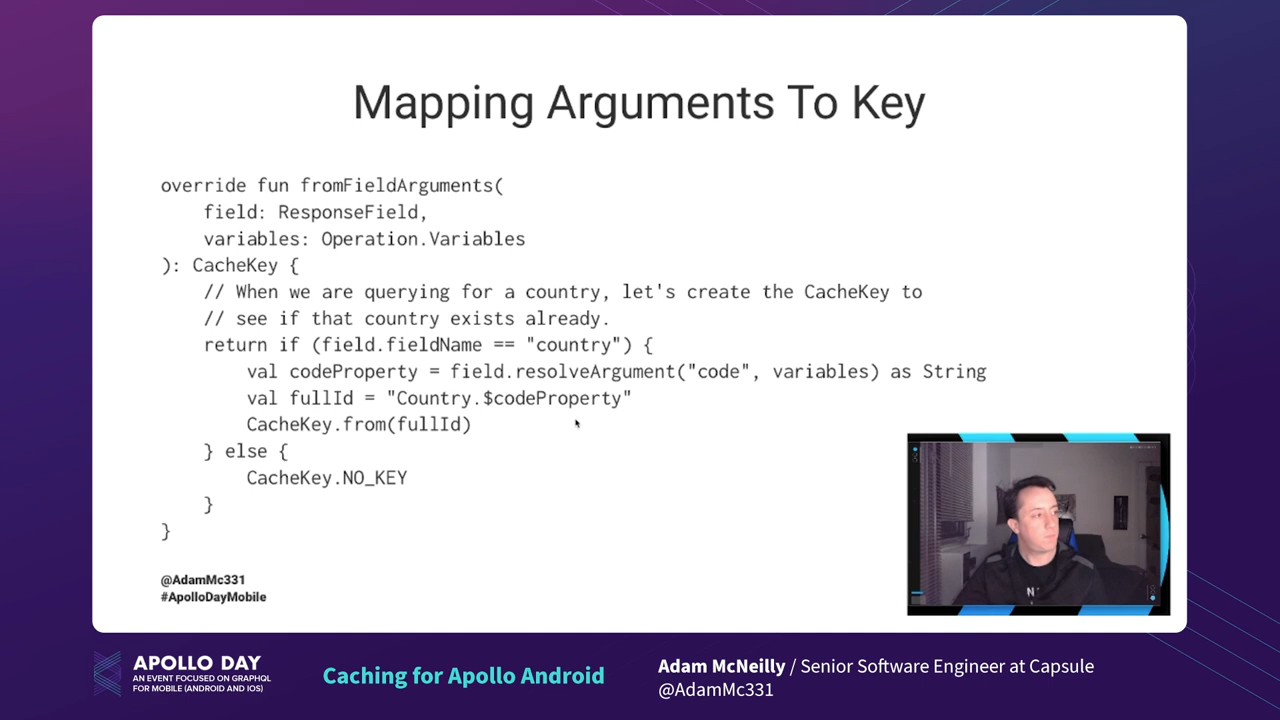 Mapping Arguments To Key
override fun fromFieldArguments(
    field: ResponseField,
    variables: Operation.Variables
): CacheKey {
    // When we are querying for a country, let's create the CacheKey to
    // see if that country exists already.
    return if (field.fieldName == "country") {
        val codeProperty = field.resolveArgument("code", variables) as String
        val fullId = "Country.$codeProperty"
        CacheKey.from(fullId)
    } else {
        CacheKey.NO_KEY
    }
}
@AdamMc331
#ApolloDayMobile
APOLLO DAY
AN EVENT FOCUSED ON GRAPHQL
FOR MOBILE (ANDROID AND IOS)
Caching for Apollo Android
Adam McNeilly / Senior Software Engineer at Capsule
@AdamMc331